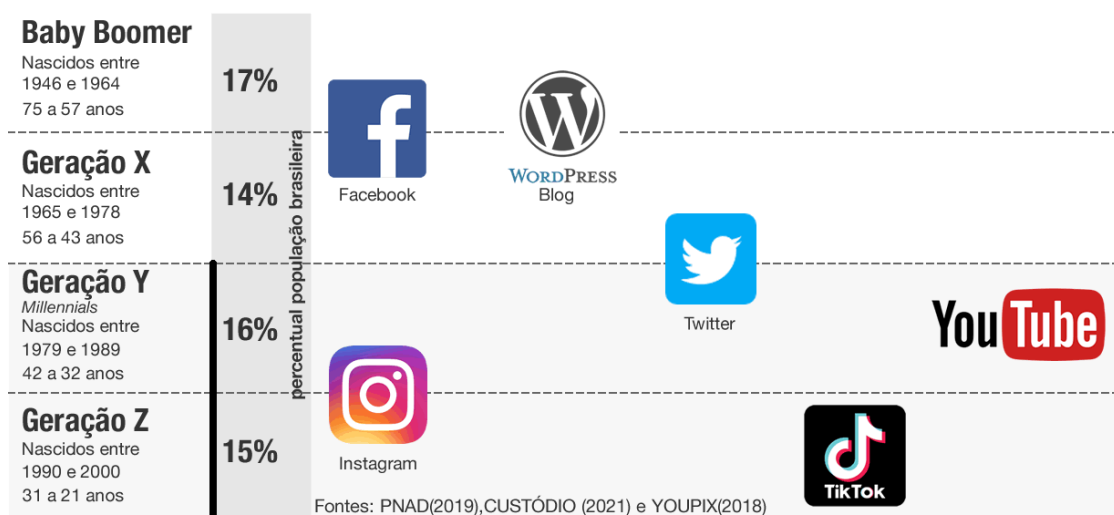 Baby Boomer
Nascidos entre
1946 e 1964
75 a 57 anos
17%
Facebook
WORDPRESS
Blog
Geração X
Nascidos entre
1965 e 1978
56 a 43 anos
14%
percentual população brasileira
Twitter
Geração Y
Millennials
Nascidos entre
1979 e 1989
42 a 32 anos
16%
YouTube
Geração Z
Nascidos entre
1990 e 2000
31 a 21 anos
15%
Instagram
TikTok
Fontes: PNAD(2019),CUSTÓDIO (2021) e YOUPIX(2018)